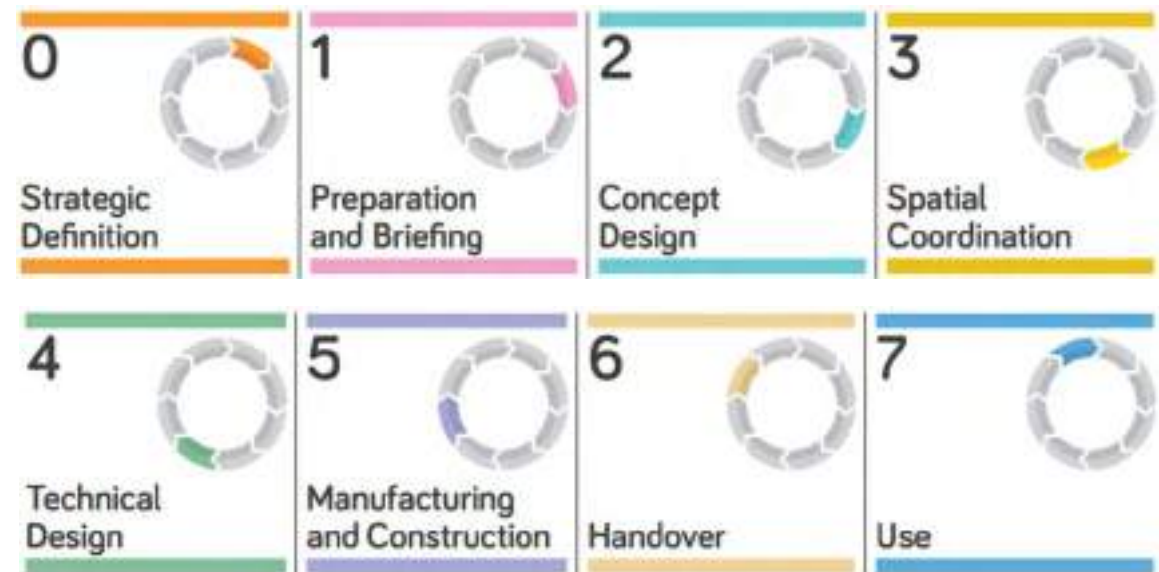 0
1
2
3
Strategic
Definition
Preparation
and Briefing
Concept
Design
Spatial
Coordination
4
5
6
7
Technical
Design
Manufacturing
and Construction
Handover
Use